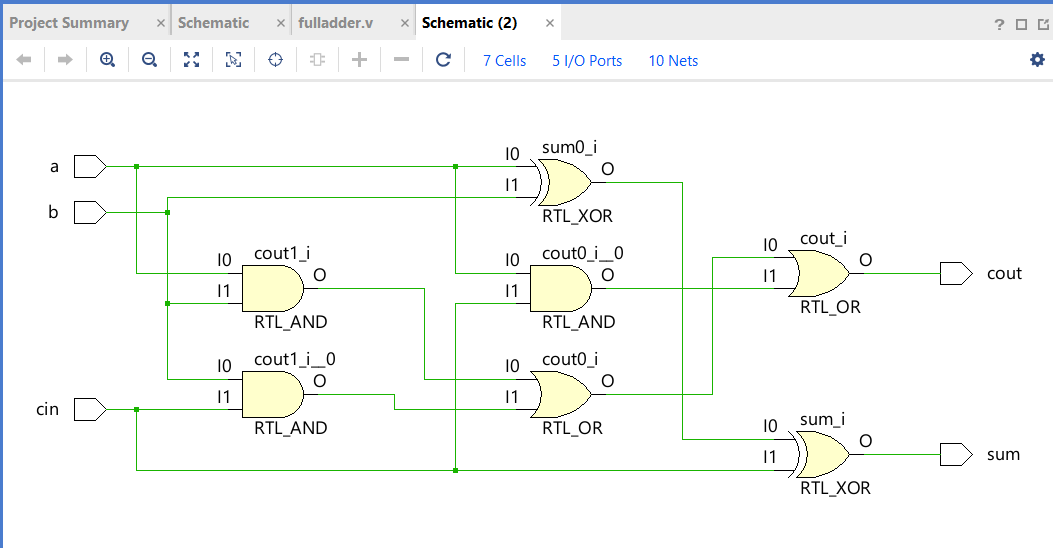 Project Summary × Schematic × fulladder.v × Schematic (2) × ?
7 Cells 5 I/O Ports 10 Nets
sum0_i
a I0 O
I1
b RTL_XOR
cout1_i cout0_i__0 cout_i
I0 O I0 O I0 O
I1 I1 I1 cout
RTL_AND RTL_AND RTL_OR
cout1_i__0 cout0_i
I0 O I0 O
cin I1 I1 sum_i
RTL_AND RTL_OR I0 O
I1 sum
RTL_XOR